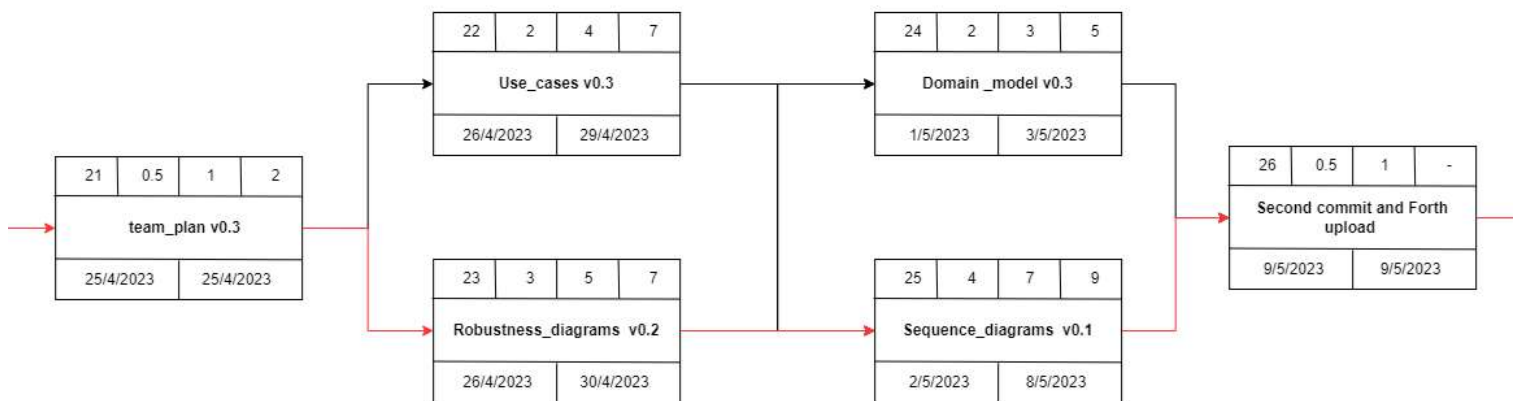 22 2 4 7
Use_cases v0.3
26/4/2023 29/4/2023
24 2 3 5
Domain _model v0.3
1/5/2023 3/5/2023
21 0.5 1 2
team_plan v0.3
25/4/2023 25/4/2023
26 0.5 1 -
Second commit and Forth
upload
9/5/2023 9/5/2023
23 3 5 7
Robustness_diagrams v0.2
26/4/2023 30/4/2023
25 4 7 9
Sequence_diagrams v0.1
2/5/2023 8/5/2023